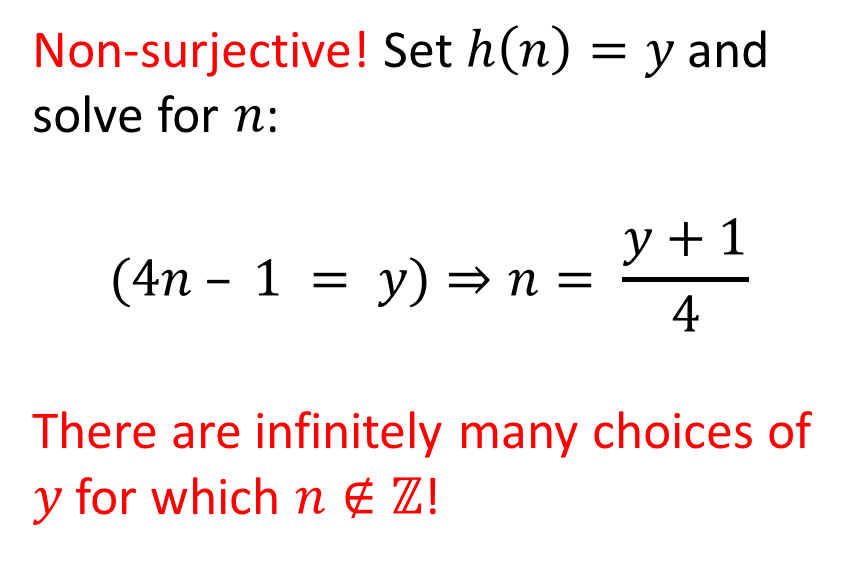 Non-surjective! Set ℎ(𝑛) = 𝑦 and
solve for 𝑛:
(4𝑛 – 1 = 𝑦) ⇒ 𝑛 = (𝑦 + 1)/4
There are infinitely many choices of
𝑦 for which 𝑛 ∉ ℤ!